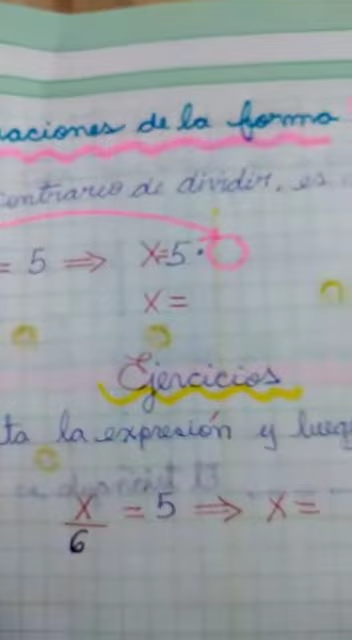 aciones de la forma
contrario de dividir, es
= 5 ⇒ X=5 ·
X =
Ejercicios
ta la expresión y lueg
X/6 = 5 ⇒ X =